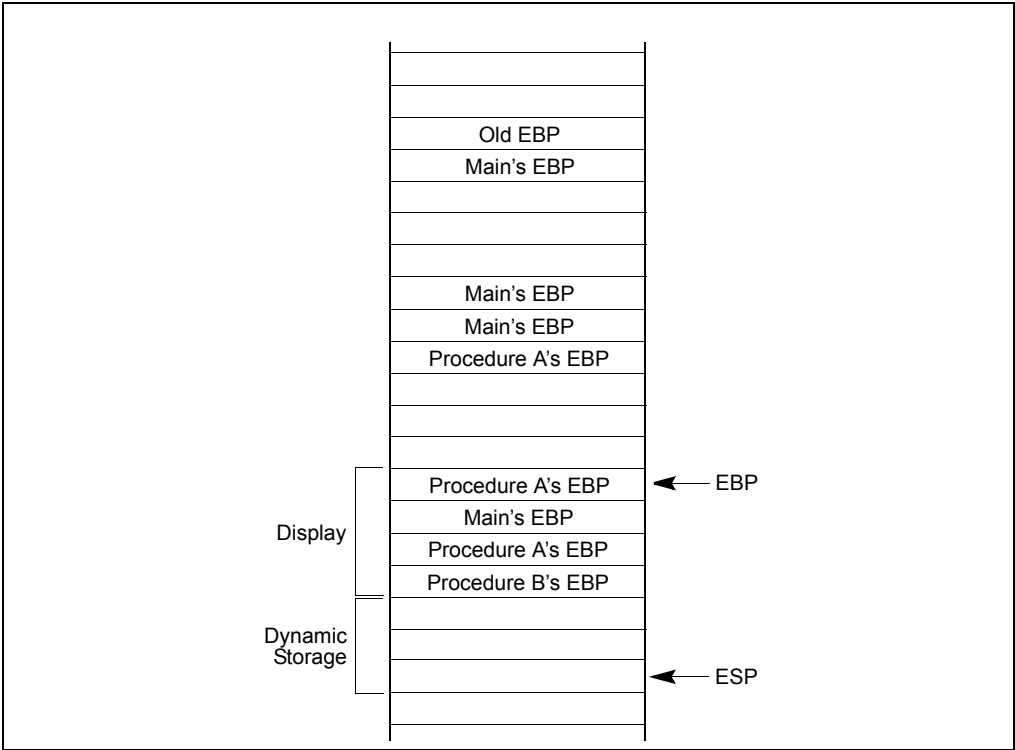 Old EBP
Main's EBP
Main's EBP
Main's EBP
Procedure A's EBP
Procedure A's EBP
EBP
Main's EBP
Display
Procedure A's EBP
Procedure B's EBP
Dynamic
Storage
ESP